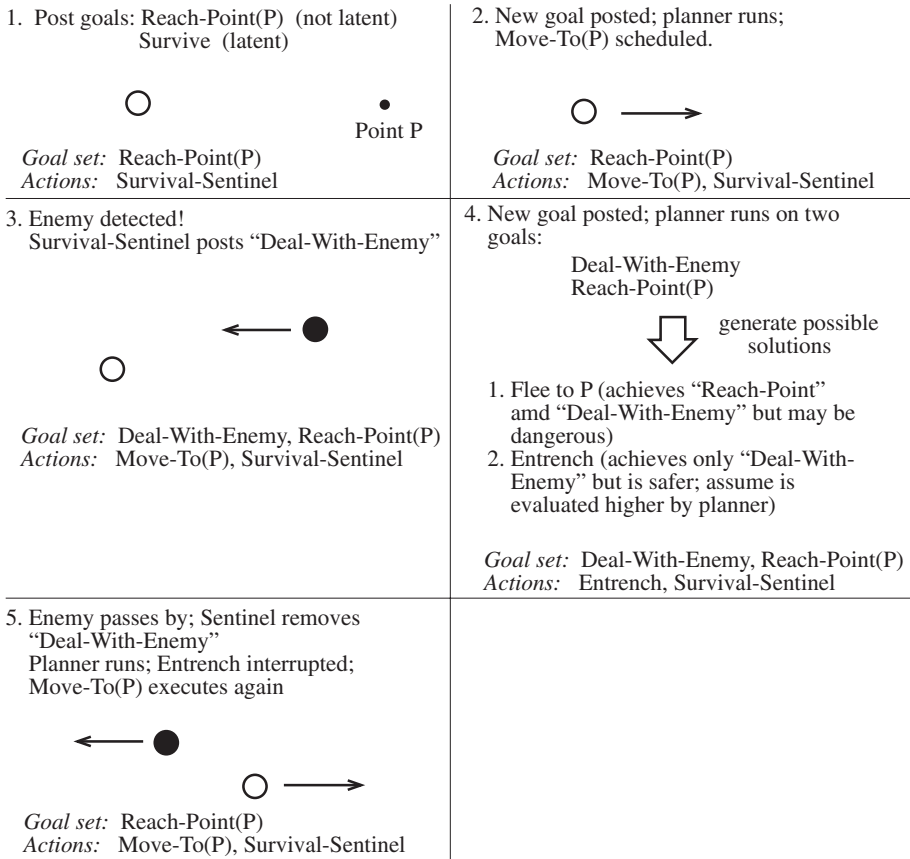 1. Post goals: Reach-Point(P) (not latent)
Survive (latent)
Point P
Goal set: Reach-Point(P)
Actions: Survival-Sentinel
2. New goal posted; planner runs;
Move-To(P) scheduled.
Goal set: Reach-Point(P)
Actions: Move-To(P), Survival-Sentinel
3. Enemy detected!
Survival-Sentinel posts “Deal-With-Enemy”
Goal set: Deal-With-Enemy, Reach-Point(P)
Actions: Move-To(P), Survival-Sentinel
4. New goal posted; planner runs on two
goals:
Deal-With-Enemy
Reach-Point(P)
generate possible
solutions
1. Flee to P (achieves “Reach-Point”
amd “Deal-With-Enemy” but may be
dangerous)
2. Entrench (achieves only “Deal-With-
Enemy” but is safer; assume is
evaluated higher by planner)
Goal set: Deal-With-Enemy, Reach-Point(P)
Actions: Entrench, Survival-Sentinel
5. Enemy passes by; Sentinel removes
“Deal-With-Enemy”
Planner runs; Entrench interrupted;
Move-To(P) executes again
Goal set: Reach-Point(P)
Actions: Move-To(P), Survival-Sentinel